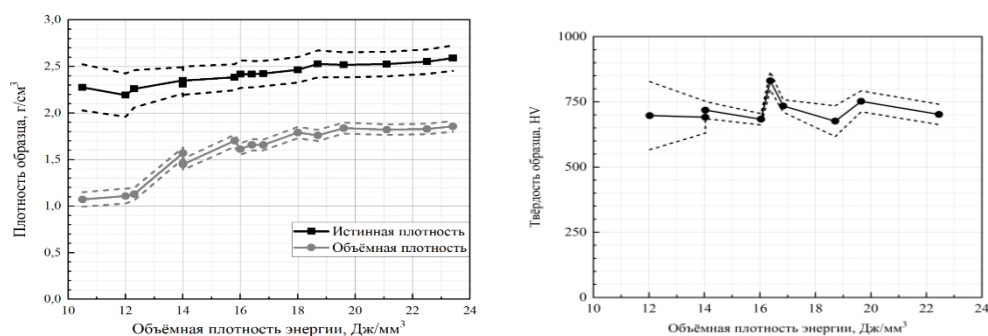 3,0
2,5
2,0
1,5
1,0
0,5
0,0
Плотность образца, г/см³
Истинная плотность
Объёмная плотность
10 12 14 16 18 20 22 24
Объёмная плотность энергии, Дж/мм³
1000
750
500
250
0
Твёрдость образца, HV
10 12 14 16 18 20 22 24
Объёмная плотность энергии, Дж/мм³